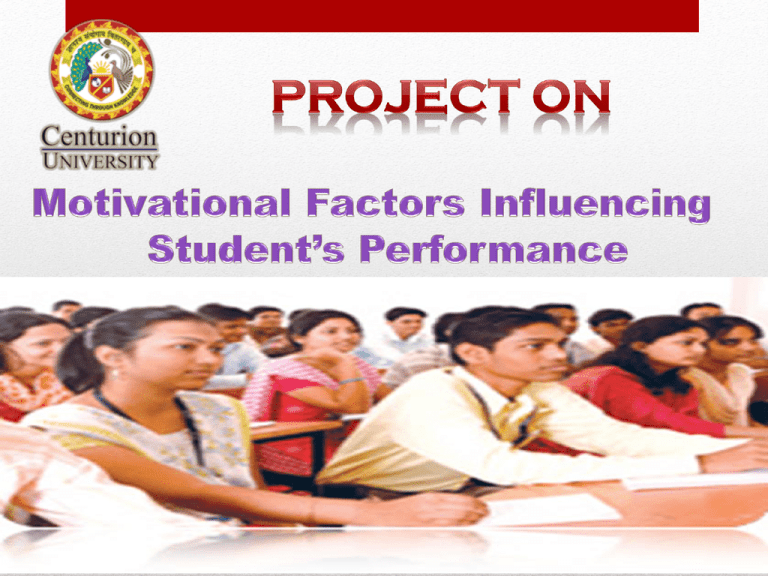 Centurion
UNIVERSITY
PROJECT ON
Motivational Factors Influencing
Student's Performance